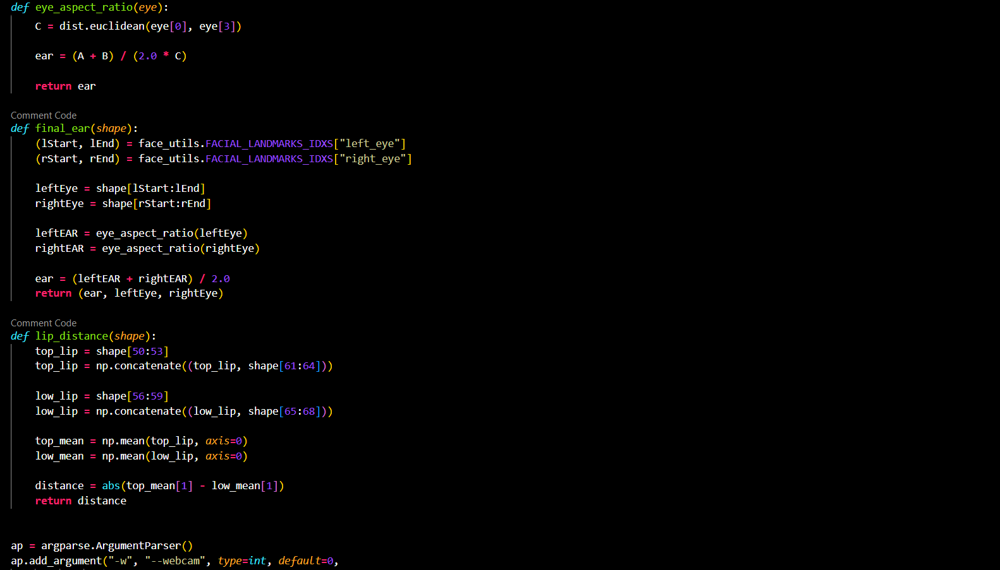 def eye_aspect_ratio(eye):
    C = dist.euclidean(eye[0], eye[3])
    ear = (A + B) / (2.0 * C)
    return ear
Comment Code
def final_ear(shape):
    (lStart, lEnd) = face_utils.FACIAL_LANDMARKS_IDXS["left_eye"]
    (rStart, rEnd) = face_utils.FACIAL_LANDMARKS_IDXS["right_eye"]
    leftEye = shape[lStart:lEnd]
    rightEye = shape[rStart:rEnd]
    leftEAR = eye_aspect_ratio(leftEye)
    rightEAR = eye_aspect_ratio(rightEye)
    ear = (leftEAR + rightEAR) / 2.0
    return (ear, leftEye, rightEye)
Comment Code
def lip_distance(shape):
    top_lip = shape[50:53]
    top_lip = np.concatenate((top_lip, shape[61:64]))
    low_lip = shape[56:59]
    low_lip = np.concatenate((low_lip, shape[65:68]))
    top_mean = np.mean(top_lip, axis=0)
    low_mean = np.mean(low_lip, axis=0)
    distance = abs(top_mean[1] - low_mean[1])
    return distance
ap = argparse.ArgumentParser()
ap.add_argument("-w", "--webcam", type=int, default=0,